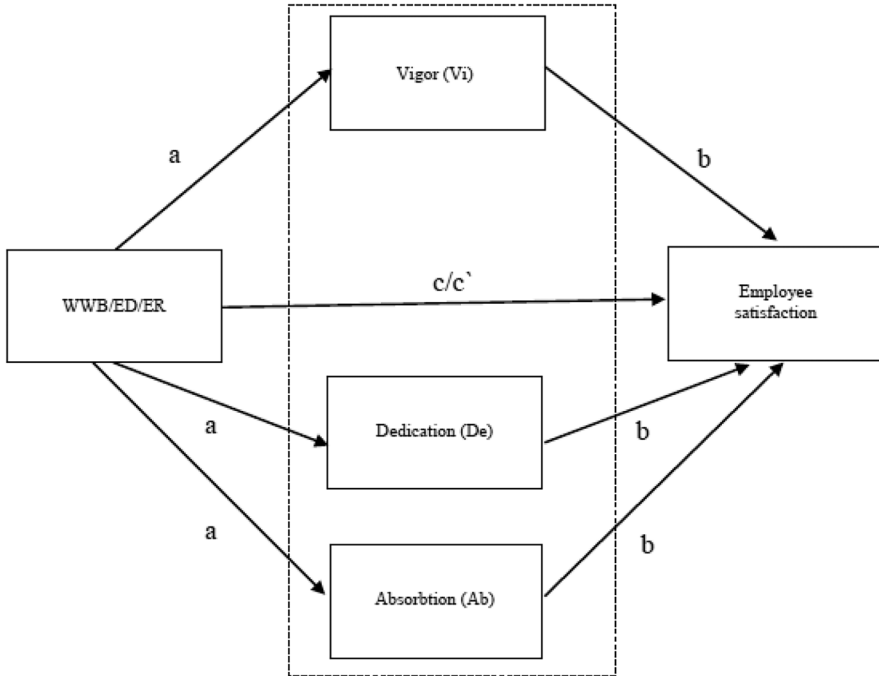 Vigor (Vi)
a
b
WWB/ED/ER
c/c`
Employee
satisfaction
a
Dedication (De)
b
a
b
Absorbtion (Ab)